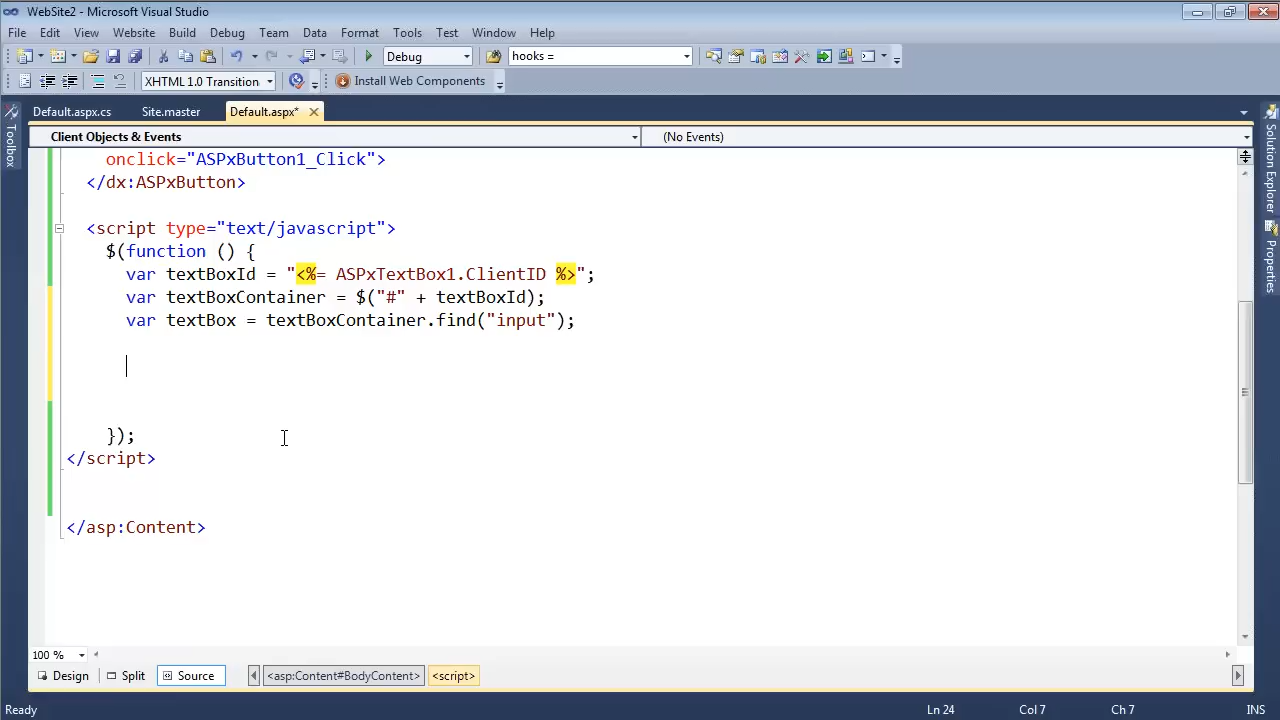 WebSite2 - Microsoft Visual Studio
File Edit View Website Build Debug Team Data Format Tools Test Window Help
Debug hooks =
XHTML 1.0 Transition Install Web Components
Toolbox
Default.aspx.cs Site.master Default.aspx*
Client Objects & Events (No Events)
onclick="ASPxButton1_Click">
</dx:ASPxButton>
<script type="text/javascript">
$(function () {
var textBoxId = "<%= ASPxTextBox1.ClientID %>";
var textBoxContainer = $("#" + textBoxId);
var textBox = textBoxContainer.find("input");
});
</script>
</asp:Content>
100 %
Design Split Source <asp:Content#BodyContent> <script>
Solution Explorer
Properties
Ready Ln 24 Col 7 Ch 7 INS